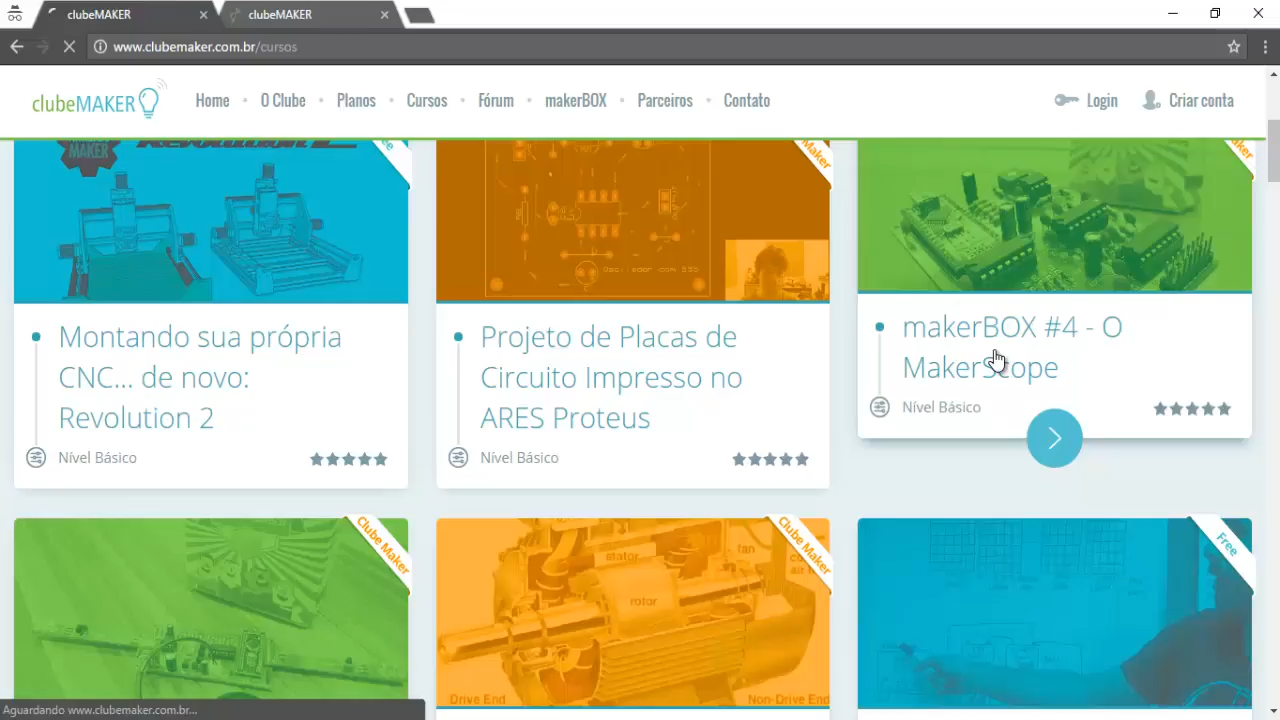 clubeMAKER
clubeMAKER
www.clubemaker.com.br/cursos
clubeMAKER
Home
O Clube
Planos
Cursos
Fórum
makerBOX
Parceiros
Contato
Login
Criar conta
MAKER
Maker
Montando sua própria
CNC... de novo:
Revolution 2
Nível Básico
Projeto de Placas de
Circuito Impresso no
ARES Proteus
Nível Básico
makerBOX #4 - O
MakerScope
Nível Básico
Clube Maker
Clube Maker
stator
fan
rotor
Drive End
Non-Drive End
Free
Aguardando www.clubemaker.com.br...